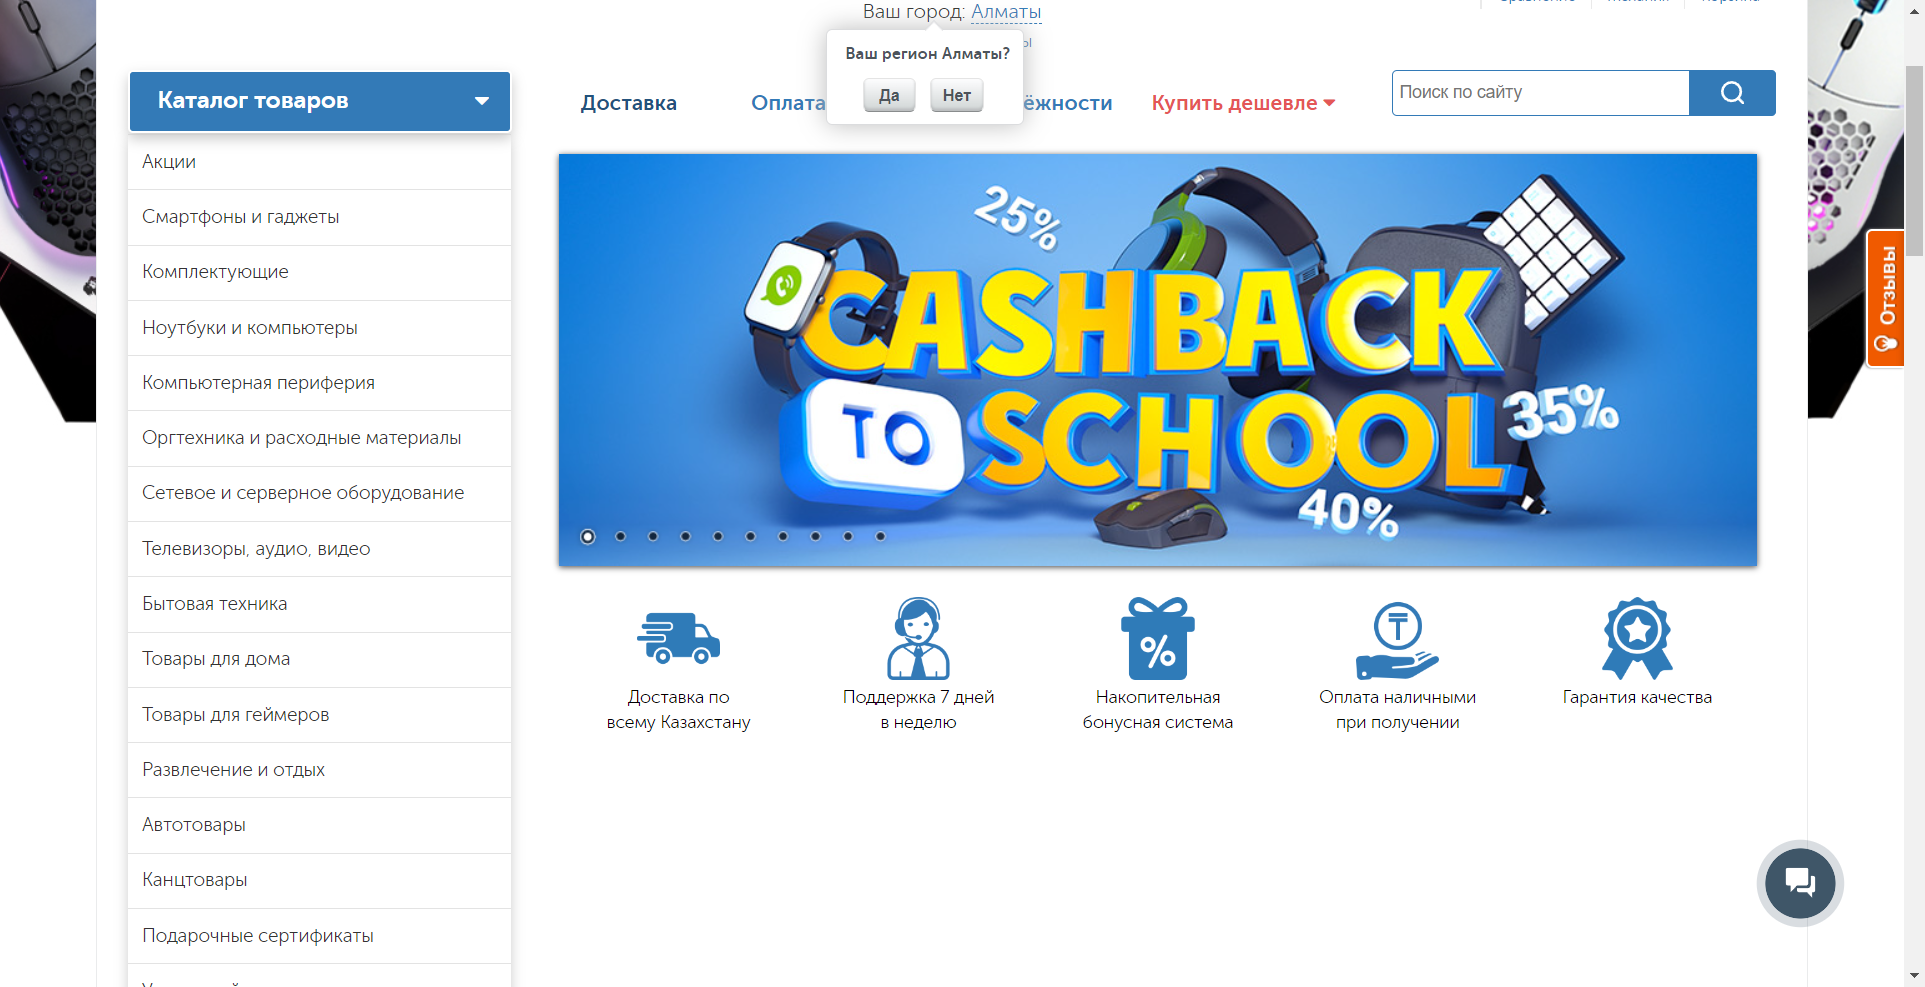 Ваш город: Алматы
Ваш регион Алматы?
Да
Нет
Каталог товаров
Доставка
Оплата
Купить дешевле
Поиск по сайту
Акции
Смартфоны и гаджеты
Комплектующие
Ноутбуки и компьютеры
Компьютерная периферия
Оргтехника и расходные материалы
Сетевое и серверное оборудование
Телевизоры, аудио, видео
Бытовая техника
Товары для дома
Товары для геймеров
Развлечение и отдых
Автотовары
Канцтовары
Подарочные сертификаты
25%
CASHBACK
TO SCHOOL
35%
40%
Отзывы
Доставка по
всему Казахстану
Поддержка 7 дней
в неделю
%
Накопительная
бонусная система
₸
Оплата наличными
при получении
Гарантия качества